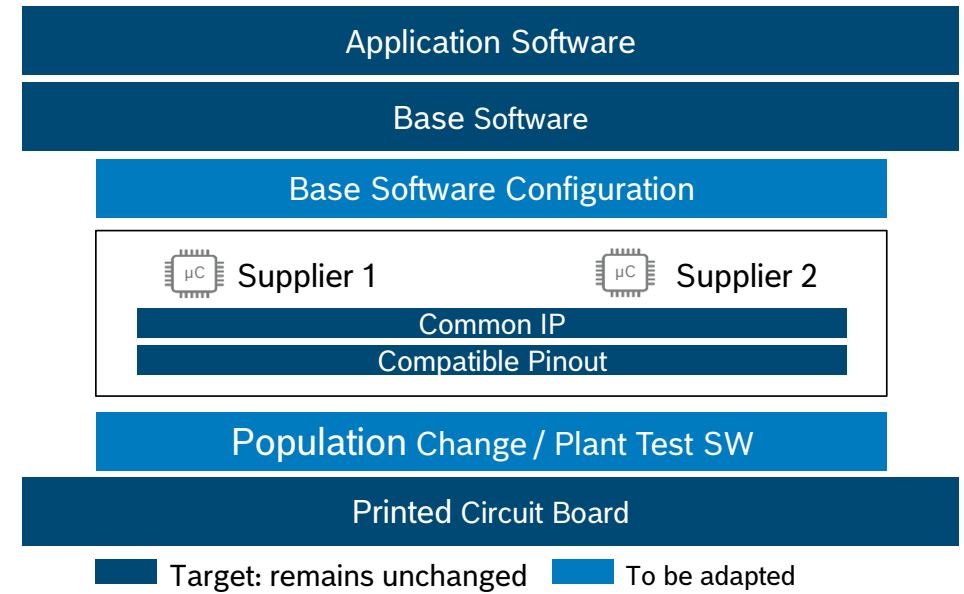 Application Software
Base Software
Base Software Configuration
µC Supplier 1 µC Supplier 2
Common IP
Compatible Pinout
Population Change / Plant Test SW
Printed Circuit Board
Target: remains unchanged To be adapted